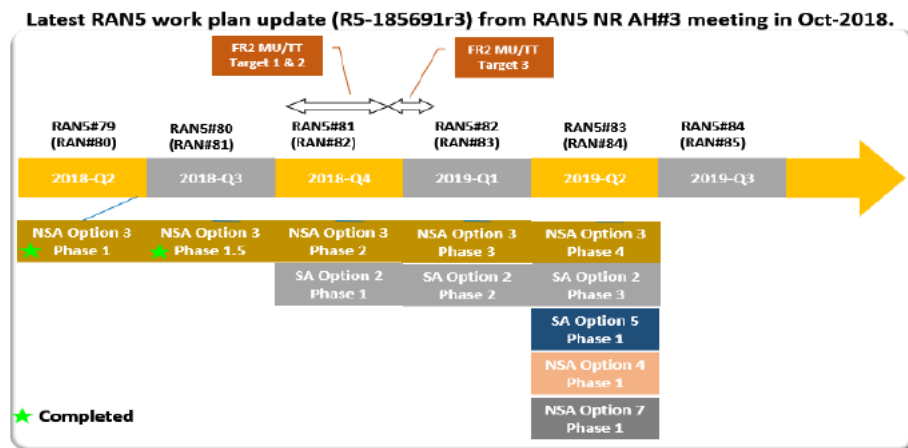 Latest RAN5 work plan update (R5-185691r3) from RAN5 NR AH#3 meeting in Oct-2018.
FR2 MU/TT
Target 1 & 2
FR2 MU/TT
Target 3
RAN5#79
(RAN#80)
RAN5#80
(RAN#81)
RAN5#81
(RAN#82)
RAN5#82
(RAN#83)
RAN5#83
(RAN#84)
RAN5#84
(RAN#85)
2018-Q2
2018-Q3
2018-Q4
2019-Q1
2019-Q2
2019-Q3
NSA Option 3
Phase 1
NSA Option 3
Phase 1.5
NSA Option 3
Phase 2
NSA Option 3
Phase 3
NSA Option 3
Phase 4
SA Option 2
Phase 1
SA Option 2
Phase 2
SA Option 2
Phase 3
SA Option 5
Phase 1
NSA Option 4
Phase 1
NSA Option 7
Phase 1
Completed